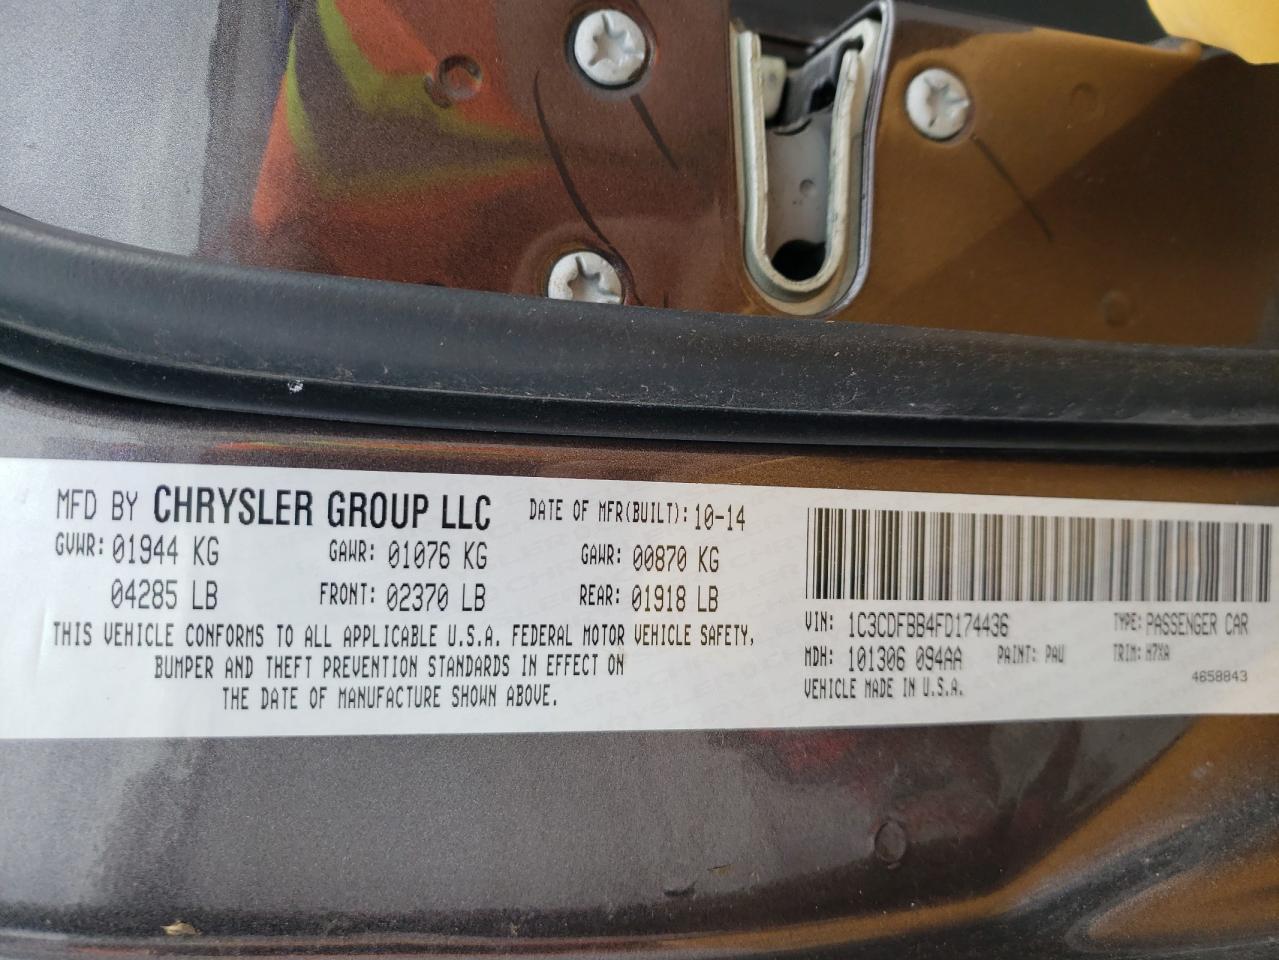 MFD BY CHRYSLER GROUP LLC DATE OF MFR(BUILT): 10-14
GVWR: 01944 KG GAWR: 01076 KG GAWR: 00870 KG
04285 LB FRONT: 02370 LB REAR: 01918 LB
THIS VEHICLE CONFORMS TO ALL APPLICABLE U.S.A. FEDERAL MOTOR VEHICLE SAFETY,
BUMPER AND THEFT PREVENTION STANDARDS IN EFFECT ON
THE DATE OF MANUFACTURE SHOWN ABOVE.
VIN: 1C3CDFBB4FD174436 TYPE: PASSENGER CAR
MDH: 101306 094AA PAINT: PAU TRIM: H7XA
VEHICLE MADE IN U.S.A. 4658843